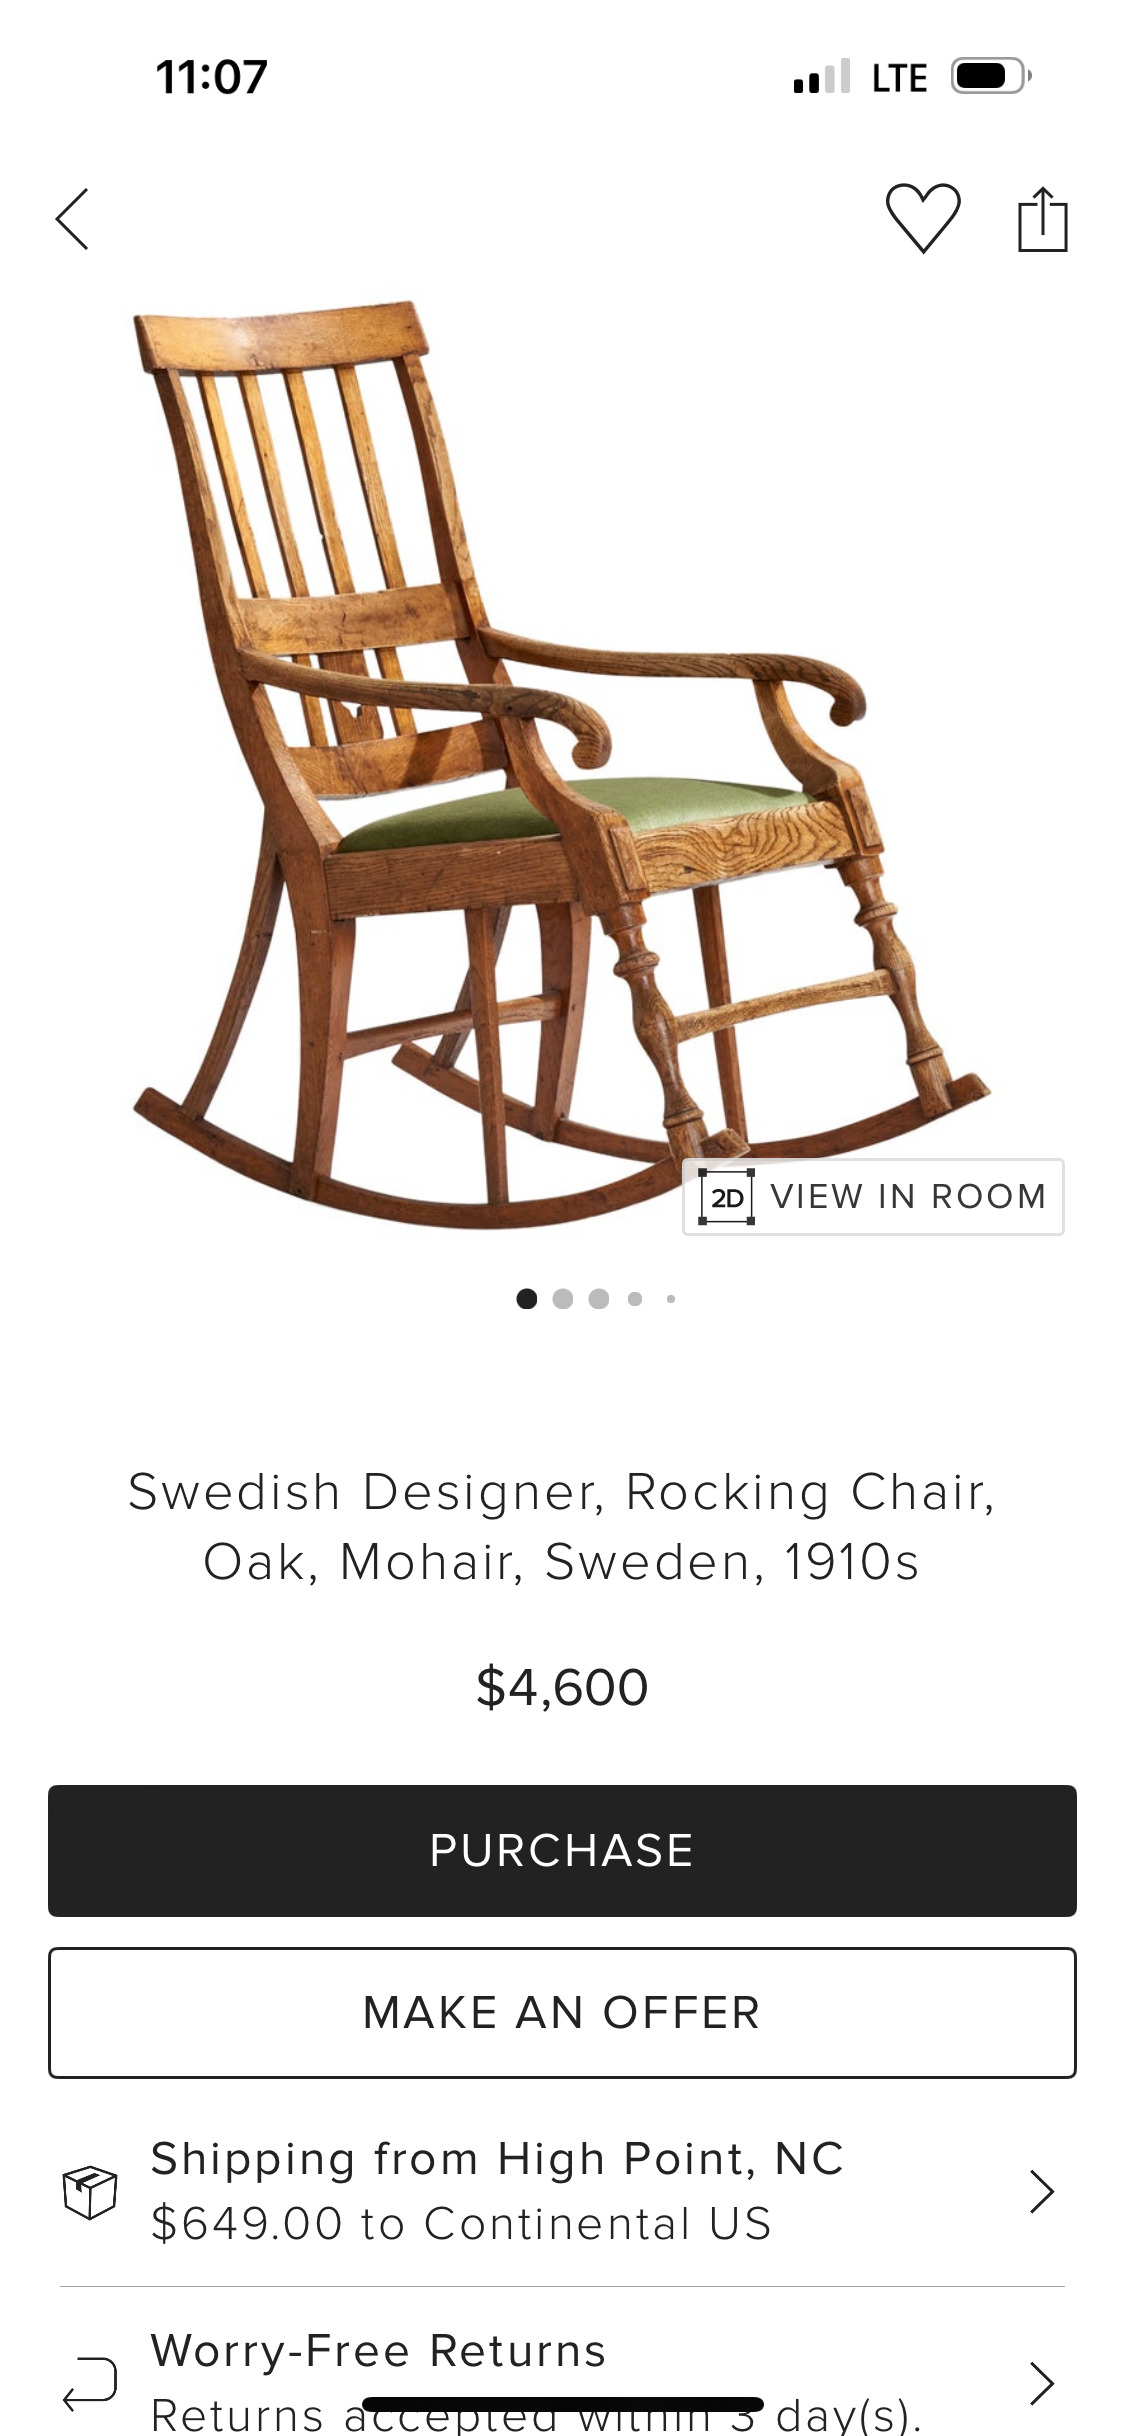 11:07 LTE
2D VIEW IN ROOM
Swedish Designer, Rocking Chair,
Oak, Mohair, Sweden, 1910s
$4,600
PURCHASE
MAKE AN OFFER
Shipping from High Point, NC
$649.00 to Continental US
Worry-Free Returns
Returns accepted within 3 day(s).